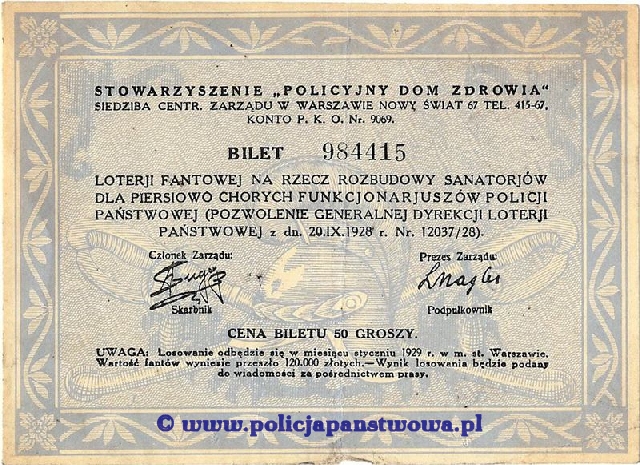 STOWARZYSZENIE „POLICYJNY DOM ZDROWIA"
SIEDZIBA CENTR. ZARZĄDU W WARSZAWIE NOWY ŚWIAT 67 TEL. 415-67,
KONTO P. K. O. Nr. 9069.
BILET 984415
LOTERJI FANTOWEJ NA RZECZ ROZBUDOWY SANATORJÓW
DLA PIERSIOWO CHORYCH FUNKCJONARJUSZÓW POLICJI
PAŃSTWOWEJ (POZWOLENIE GENERALNEJ DYREKCJI LOTERJI
PAŃSTWOWEJ z dn. 20.IX.1928 r. Nr. 12037/28).
Członek Zarządu: Prezes Zarządu
Skarbnik Podpułkownik
CENA BILETU 50 GROSZY.
UWAGA: Losowanie odbędzie się w miesiącu styczniu 1929 r. w m. st. Warszawie.
Wartość fantów wyniesie przeszło 120.000 złotych.—Wynik losowania będzie podany
do wiadomości za pośrednictwem prasy.
© www.policjapanstwowa.pl